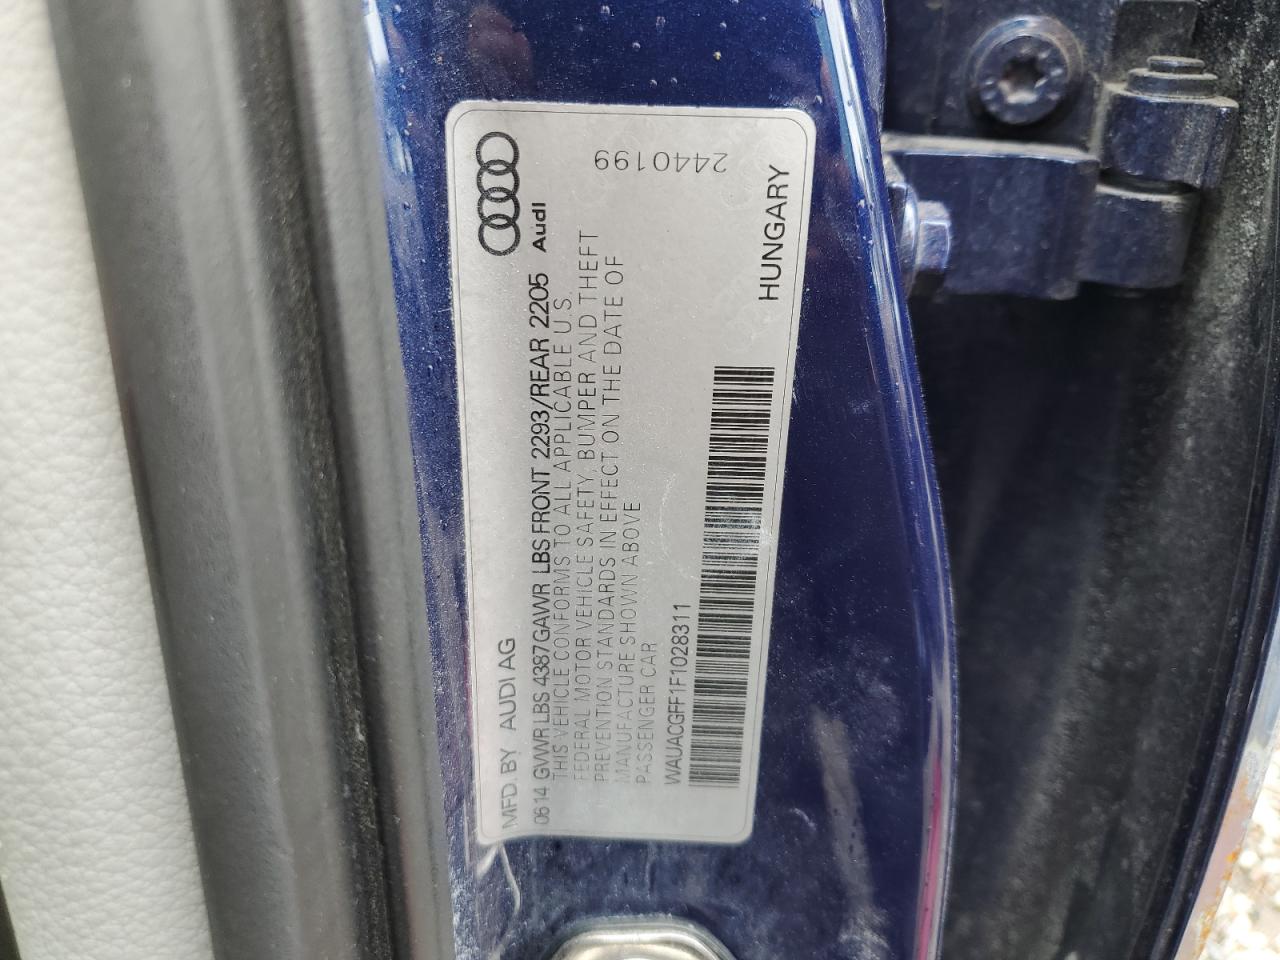 Audi
MFD. BY AUDI AG
0614 GVWR LBS 4387 GAWR LBS FRONT 2293/REAR 2205
THIS VEHICLE CONFORMS TO ALL APPLICABLE U.S.
FEDERAL MOTOR VEHICLE SAFETY, BUMPER AND THEFT
PREVENTION STANDARDS IN EFFECT ON THE DATE OF
MANUFACTURE SHOWN ABOVE
PASSENGER CAR
WAUACGFF1F1028311
HUNGARY
2440199